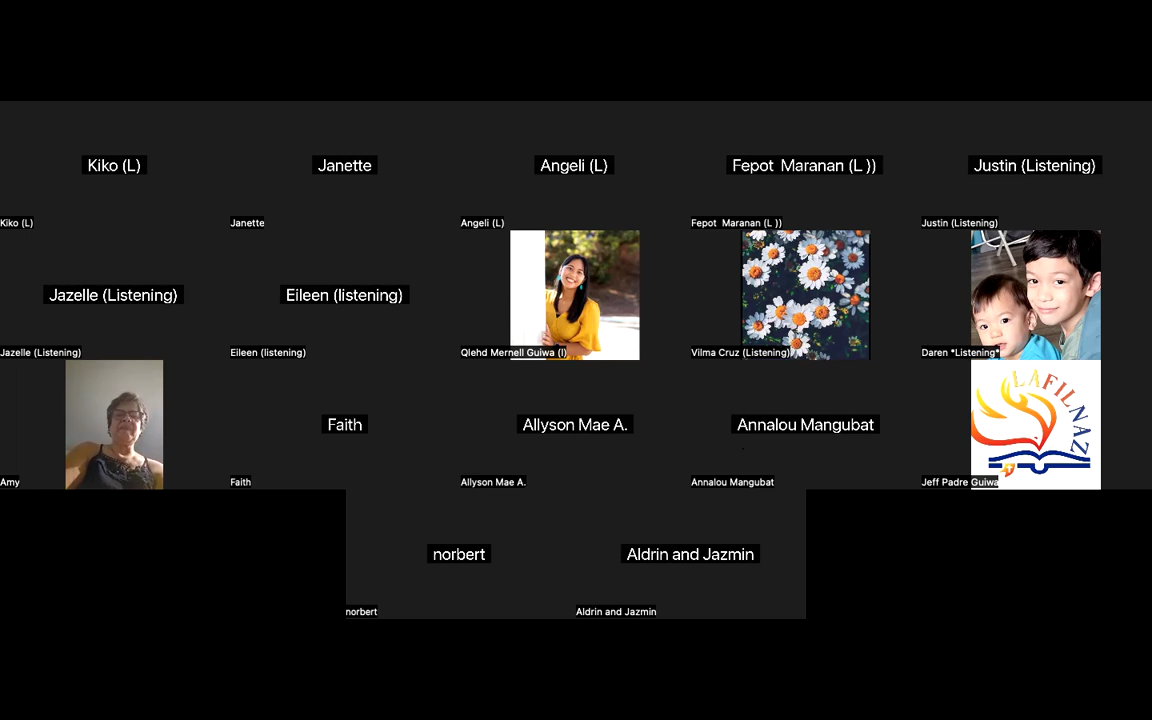 Kiko (L)
Janette
Angeli (L)
Fepot  Maranan (L ))
Justin (Listening)
Kiko (L)
Janette
Angeli (L)
Fepot  Maranan (L ))
Justin (Listening)
Jazelle (Listening)
Eileen (listening)
Jazelle (Listening)
Eileen (listening)
Qlehd Mernell Guiwa (l)
Vilma Cruz (Listening)
Daren *Listening*
LAFILNAZ
Faith
Allyson Mae A.
Annalou Mangubat
Amy
Faith
Allyson Mae A.
Annalou Mangubat
Jeff Padre Guiwa
norbert
Aldrin and Jazmin
norbert
Aldrin and Jazmin